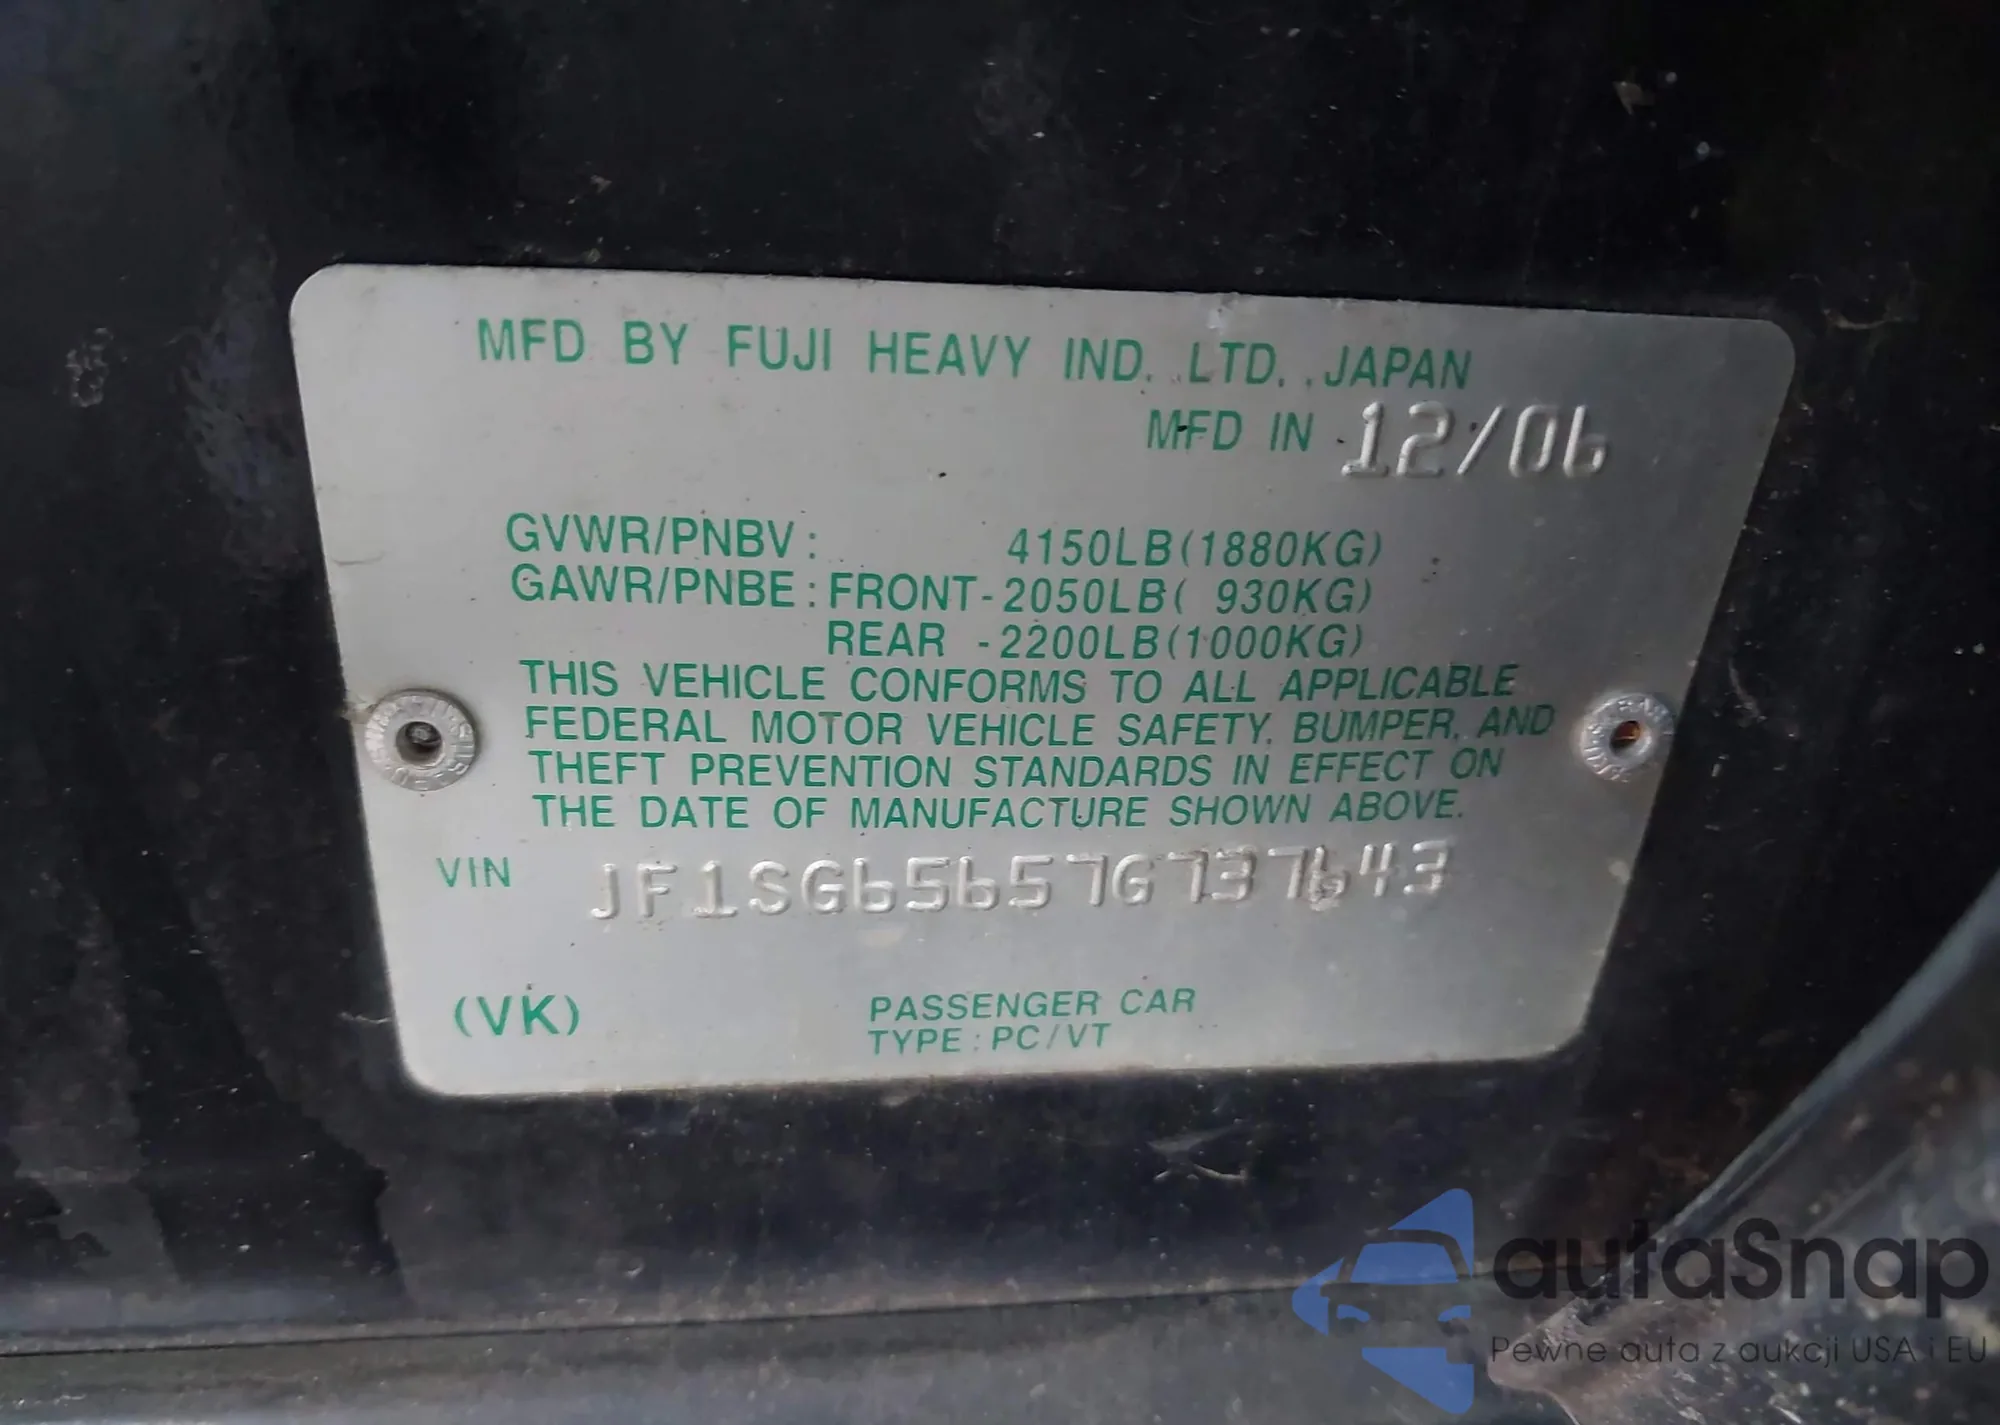 MFD BY FUJI HEAVY IND. LTD. , JAPAN
MFD IN 12/06
GVWR/PNBV: 4150LB(1880KG)
GAWR/PNBE: FRONT-2050LB( 930KG)
REAR -2200LB(1000KG)
THIS VEHICLE CONFORMS TO ALL APPLICABLE
FEDERAL MOTOR VEHICLE SAFETY, BUMPER, AND
THEFT PREVENTION STANDARDS IN EFFECT ON
THE DATE OF MANUFACTURE SHOWN ABOVE.
VIN JF1SG65657G737643
(VK) PASSENGER CAR
TYPE : PC/VT
autaSnap
Pewne auta z aukcji USA i EU